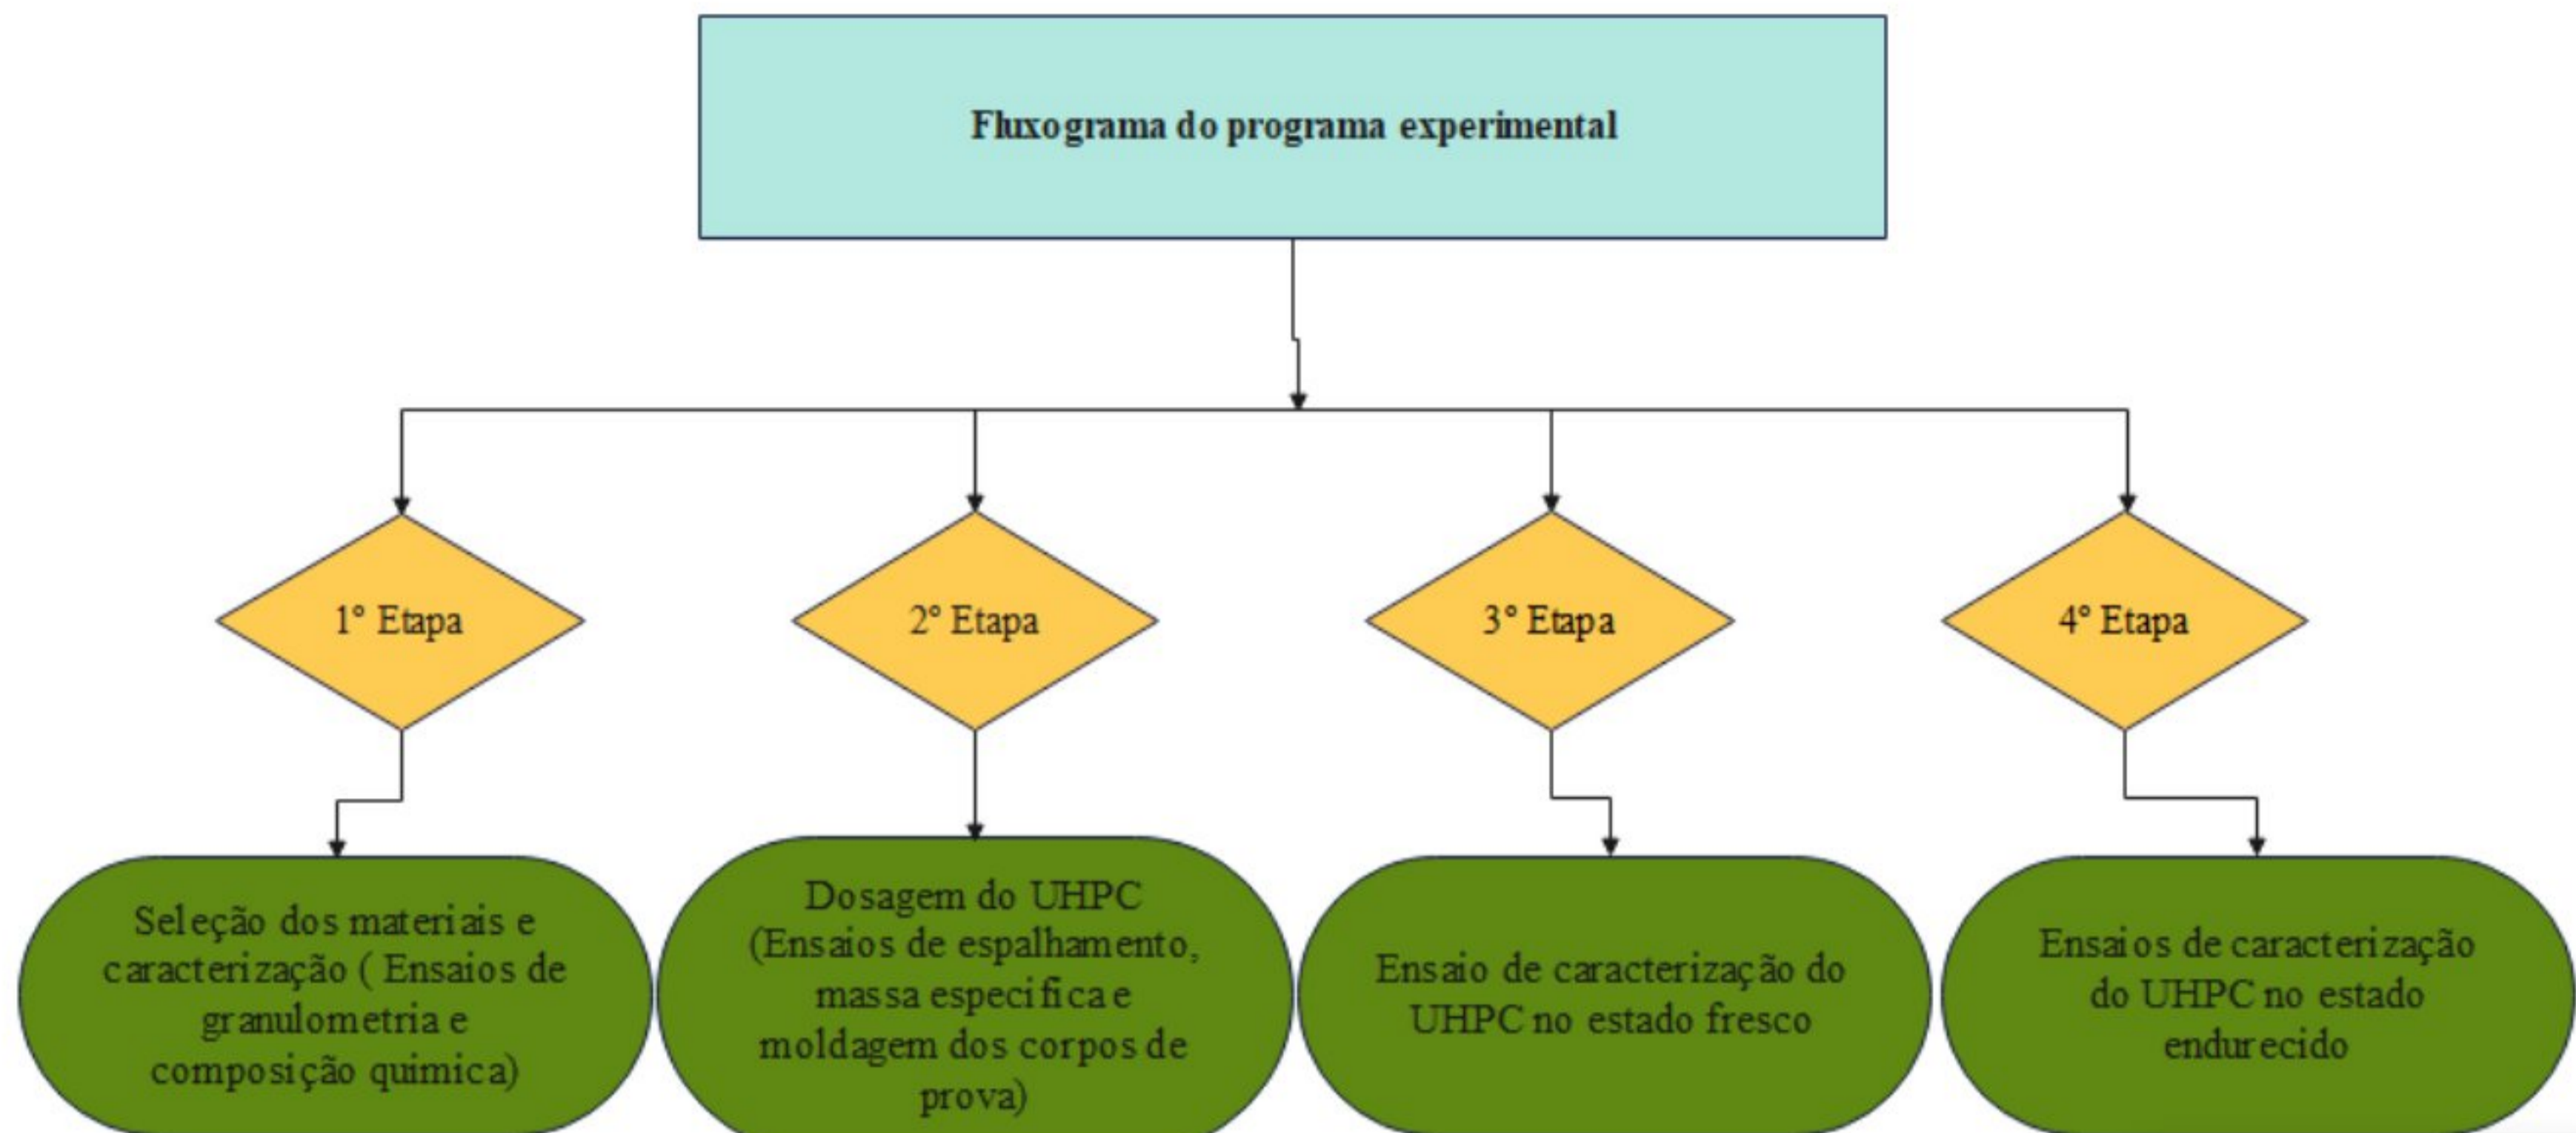 Fluxograma do programa experimental
1° Etapa
2° Etapa
3° Etapa
4° Etapa
Seleção dos materiais e
caracterização ( Ensaios de
granulometria e
composição quimica)
Dosagem do UHPC
(Ensaios de espalhamento,
massa especifica e
moldagem dos corpos de
prova)
Ensaio de caracterização do
UHPC no estado fresco
Ensaios de caracterização
do UHPC no estado
endurecido